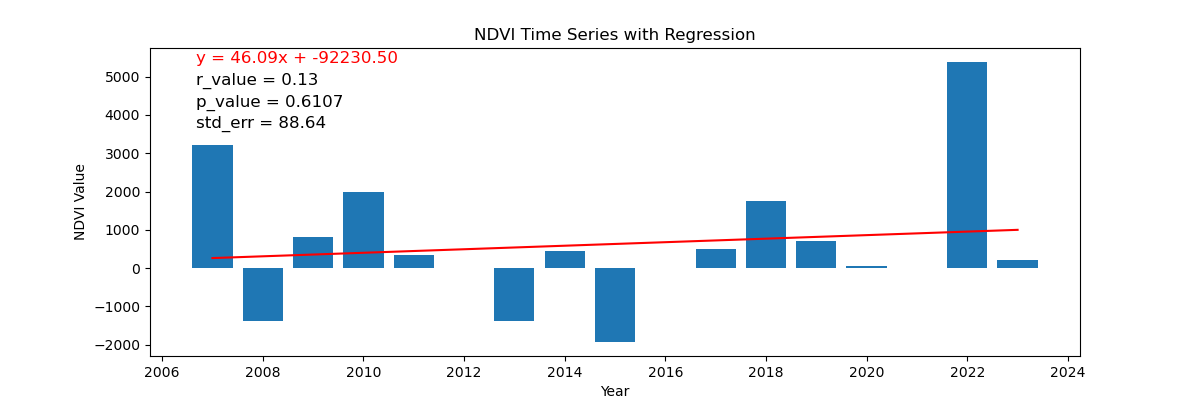 NDVI Time Series with Regression
y = 46.09x + -92230.50
r_value = 0.13
p_value = 0.6107
std_err = 88.64
NDVI Value
5000
4000
3000
2000
1000
0
−1000
−2000
2006 2008 2010 2012 2014 2016 2018 2020 2022 2024
Year